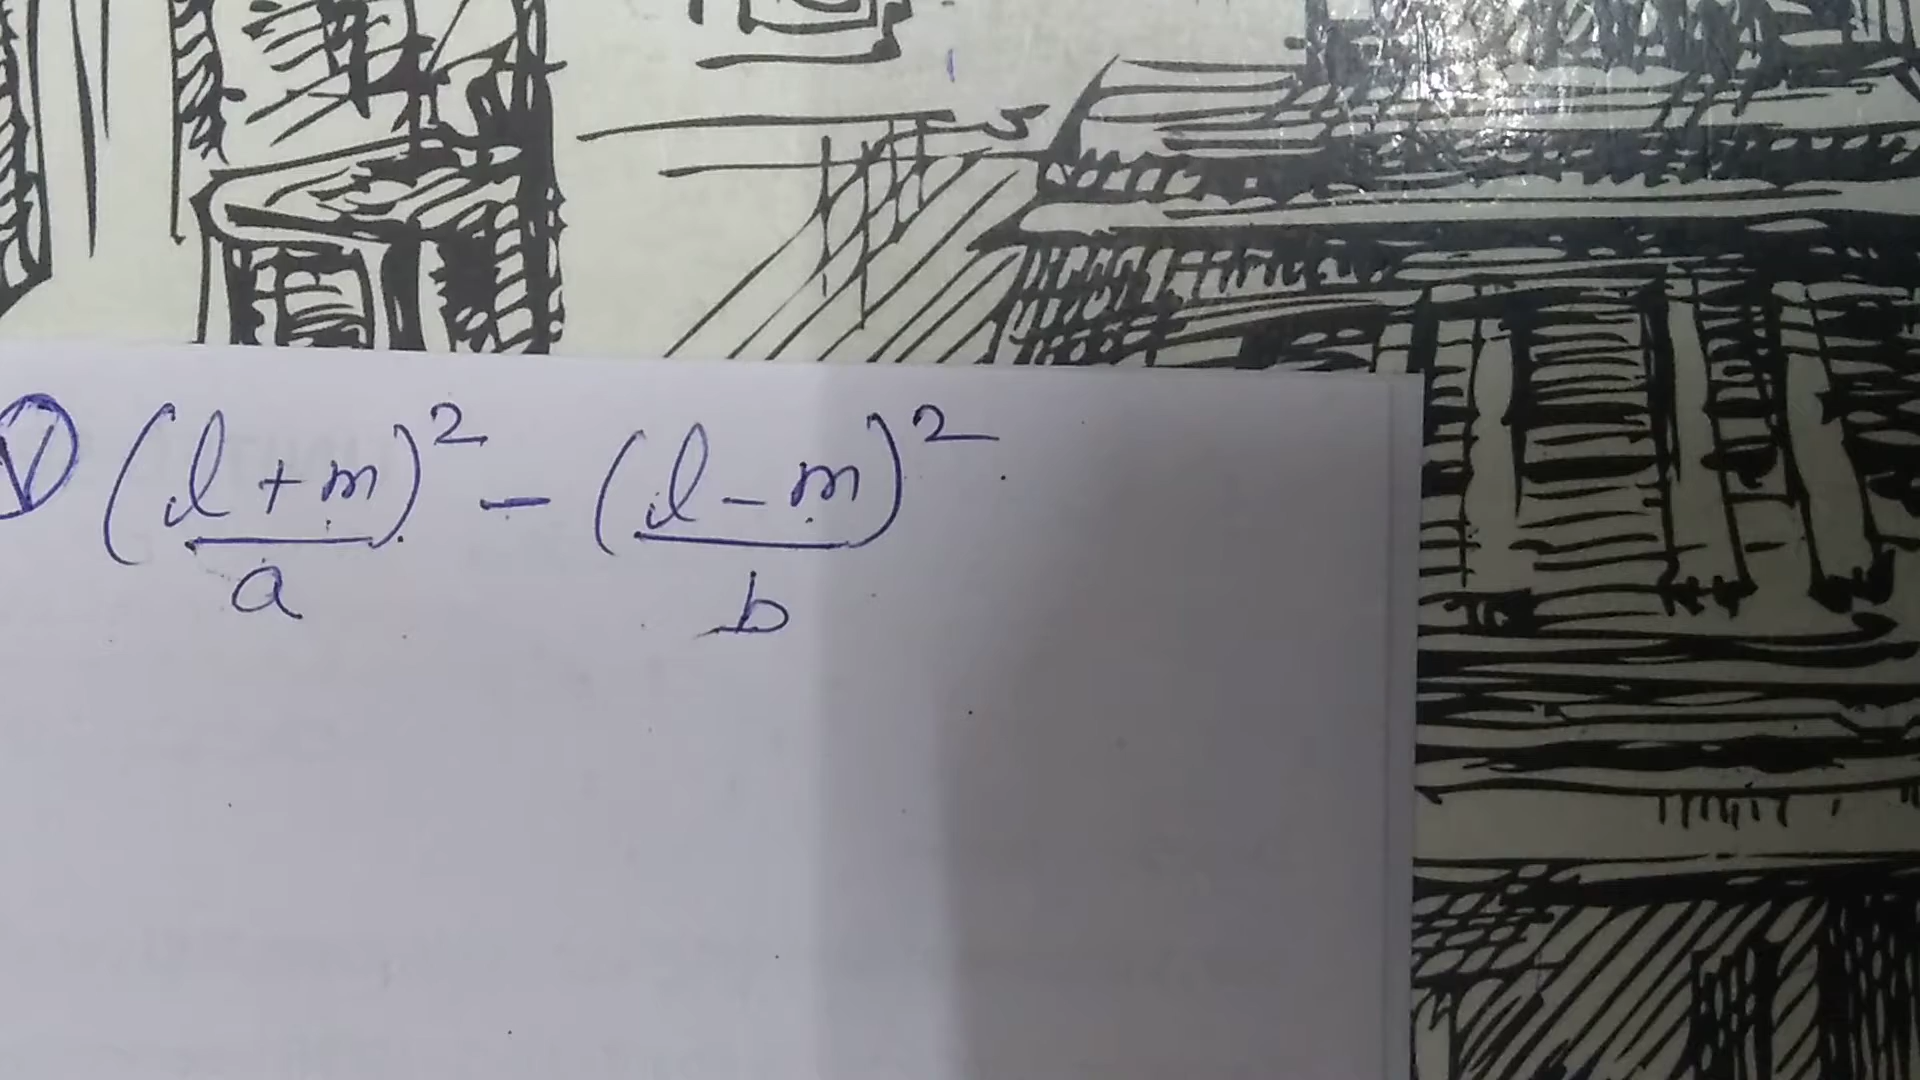 V) (l + m)² − (l − m)²
a b